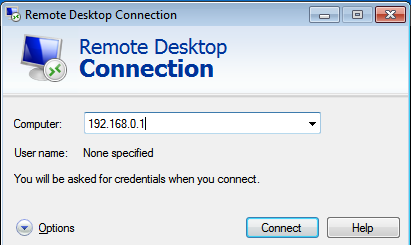 Remote Desktop Connection
Remote Desktop
Connection
Computer: 192.168.0.1
User name: None specified
You will be asked for credentials when you connect.
Options Connect Help